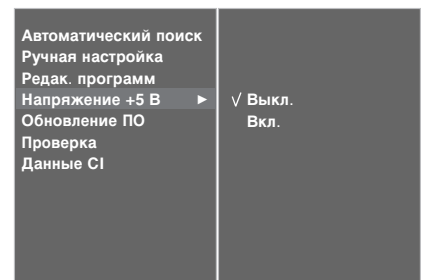 Автоматический поиск
Ручная настройка
Редак. программ
Напряжение +5 В ► √ Выкл.
Обновление ПО Вкл.
Проверка
Данные CI